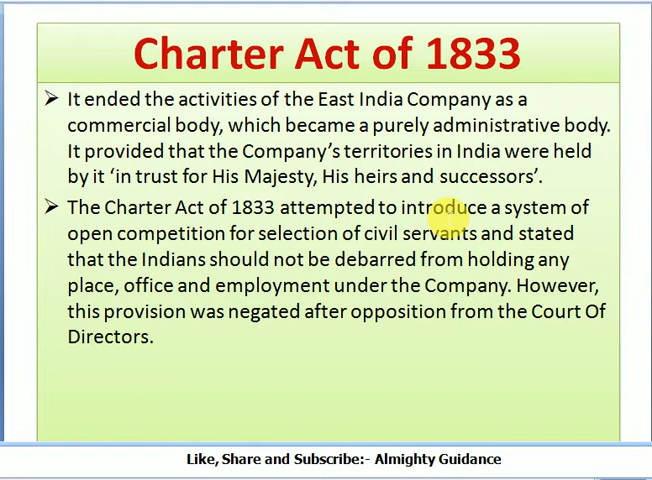 Charter Act of 1833
➤ It ended the activities of the East India Company as a
commercial body, which became a purely administrative body.
It provided that the Company’s territories in India were held
by it ‘in trust for His Majesty, His heirs and successors’.
➤ The Charter Act of 1833 attempted to introduce a system of
open competition for selection of civil servants and stated
that the Indians should not be debarred from holding any
place, office and employment under the Company. However,
this provision was negated after opposition from the Court Of
Directors.
Like, Share and Subscribe:- Almighty Guidance